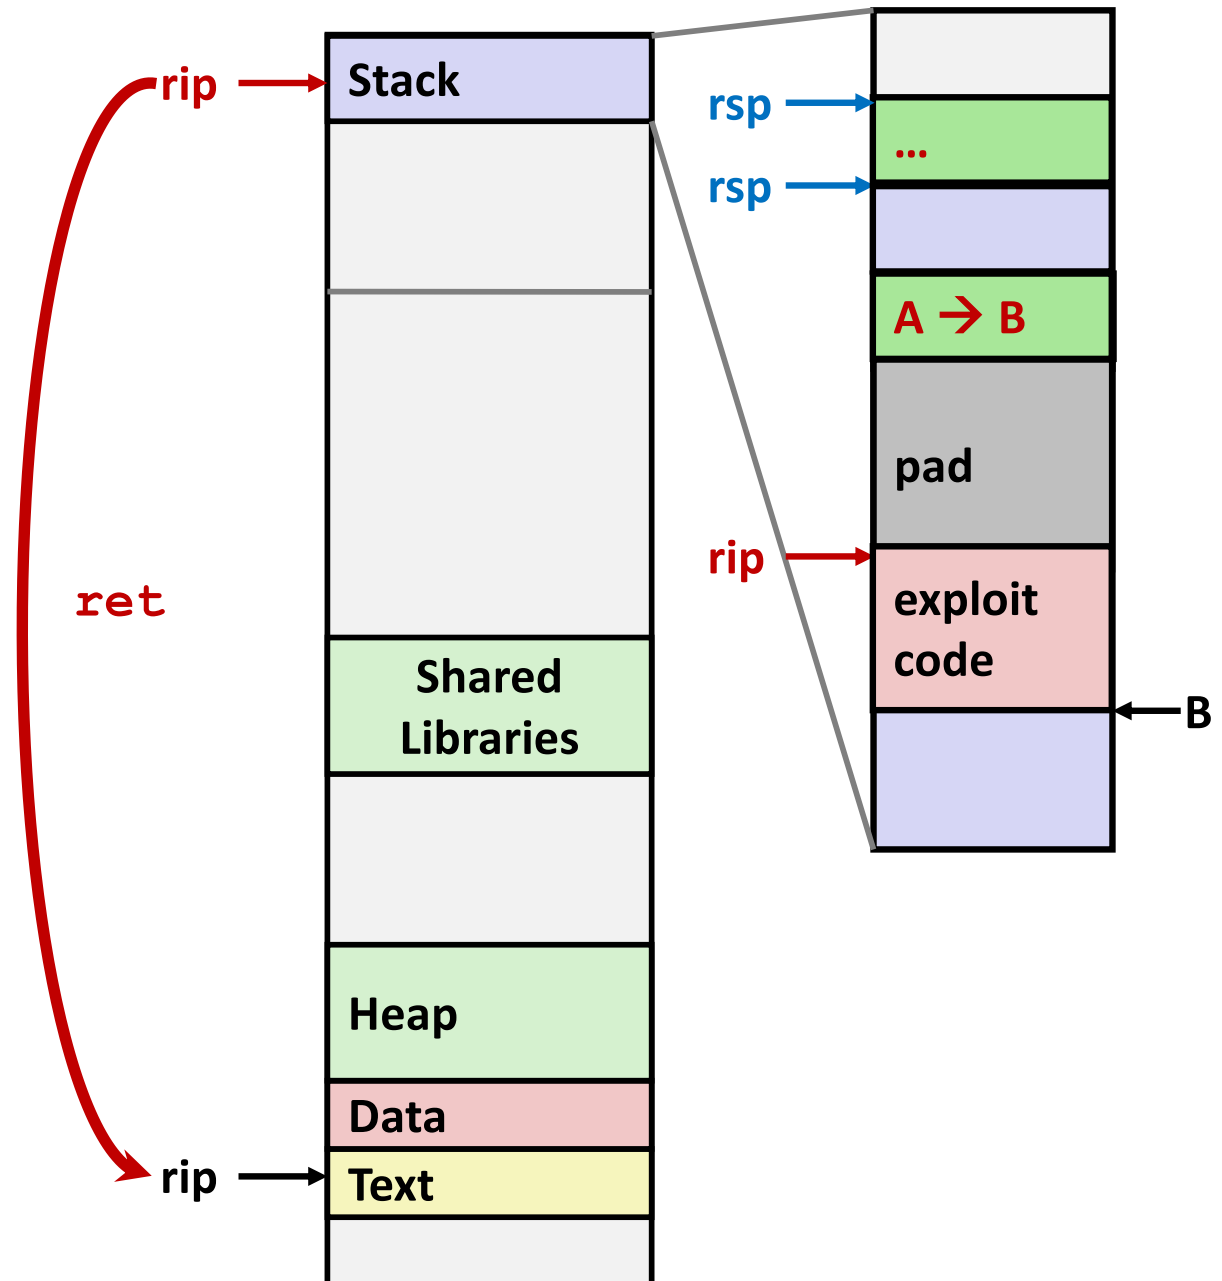 rip
Stack
ret
Shared
Libraries
Heap
Data
rip
Text
rsp
...
rsp
A → B
pad
rip
exploit
code
B